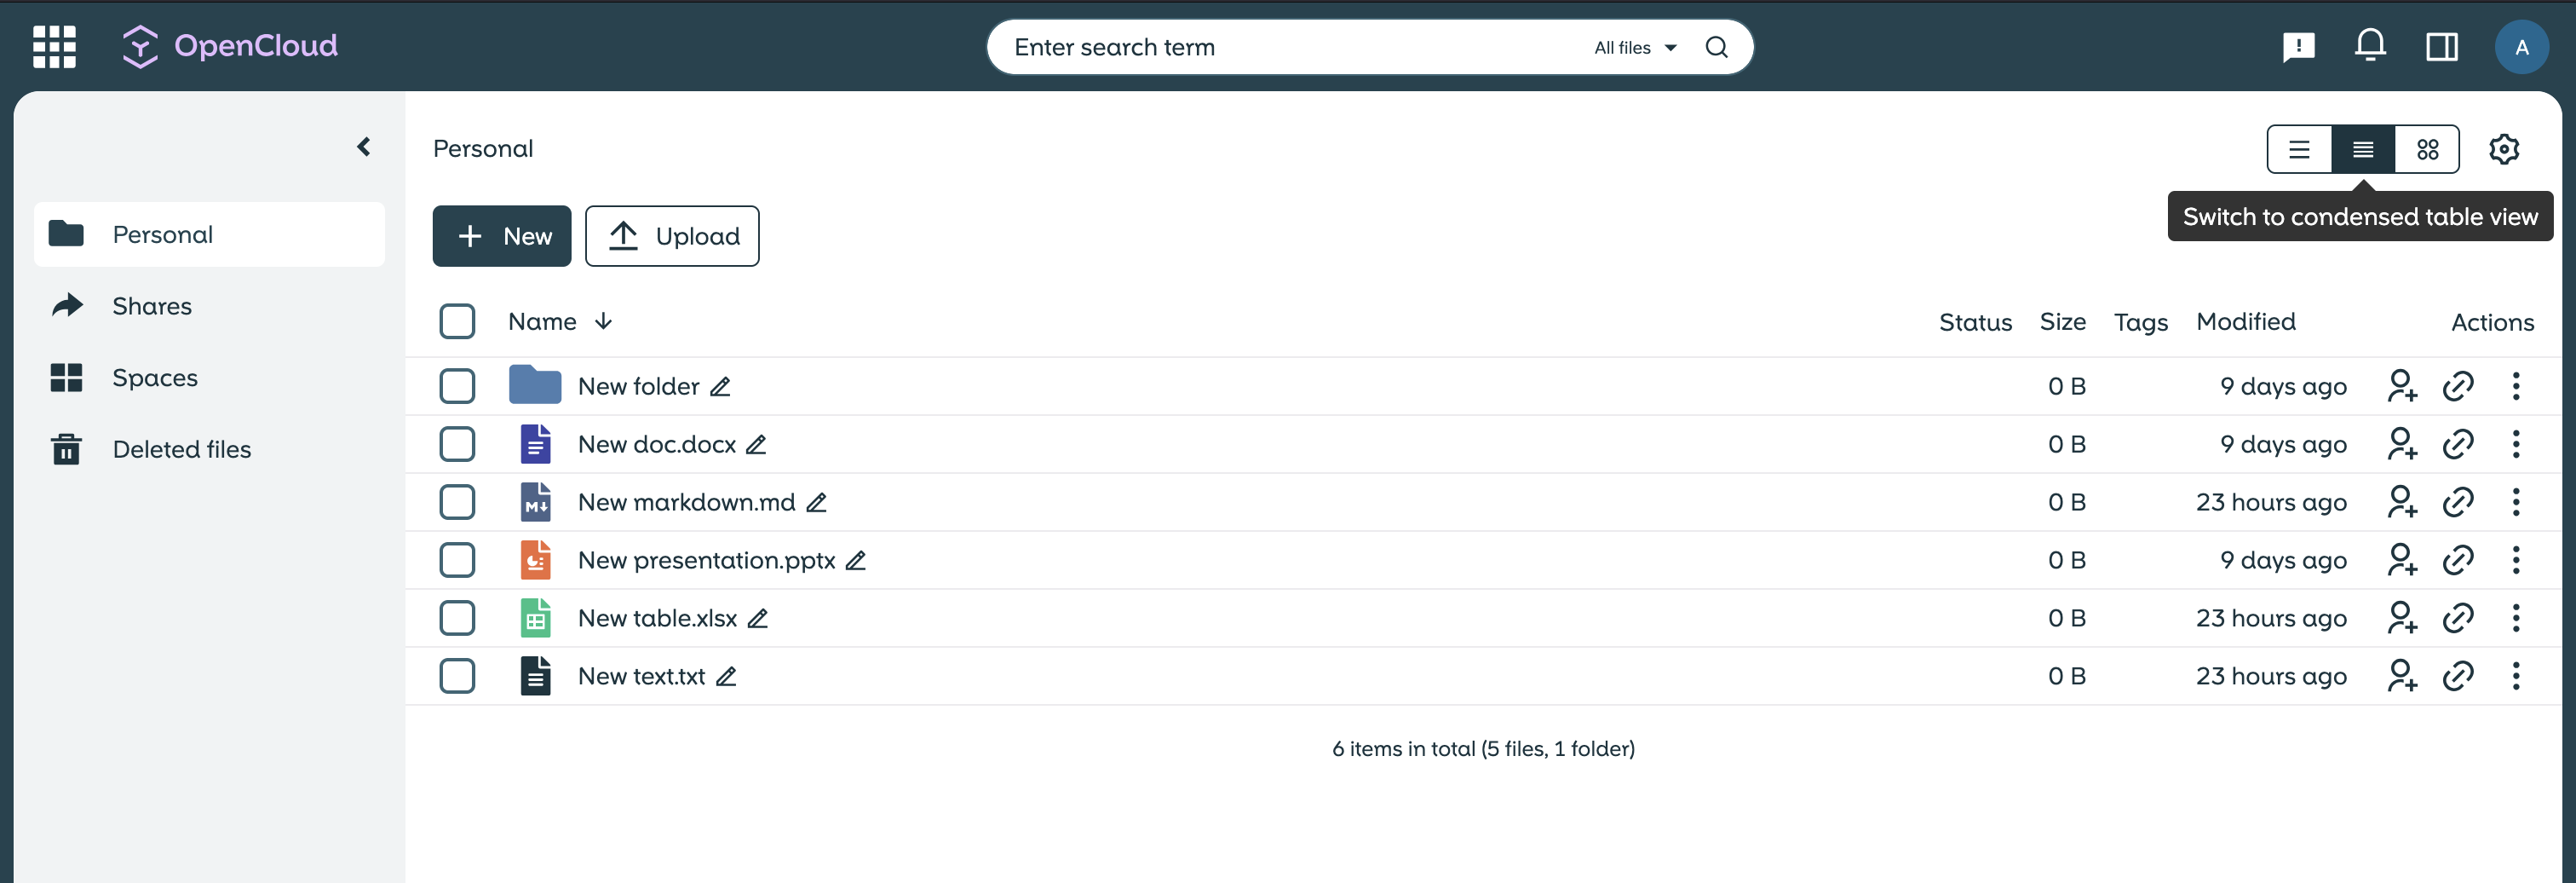 OpenCloud
Enter search term
All files
A
Personal
Switch to condensed table view
Personal
Shares
Spaces
Deleted files
New
Upload
Name Status Size Tags Modified Actions
New folder 0 B 9 days ago
New doc.docx 0 B 9 days ago
New markdown.md 0 B 23 hours ago
New presentation.pptx 0 B 9 days ago
New table.xlsx 0 B 23 hours ago
New text.txt 0 B 23 hours ago
6 items in total (5 files, 1 folder)